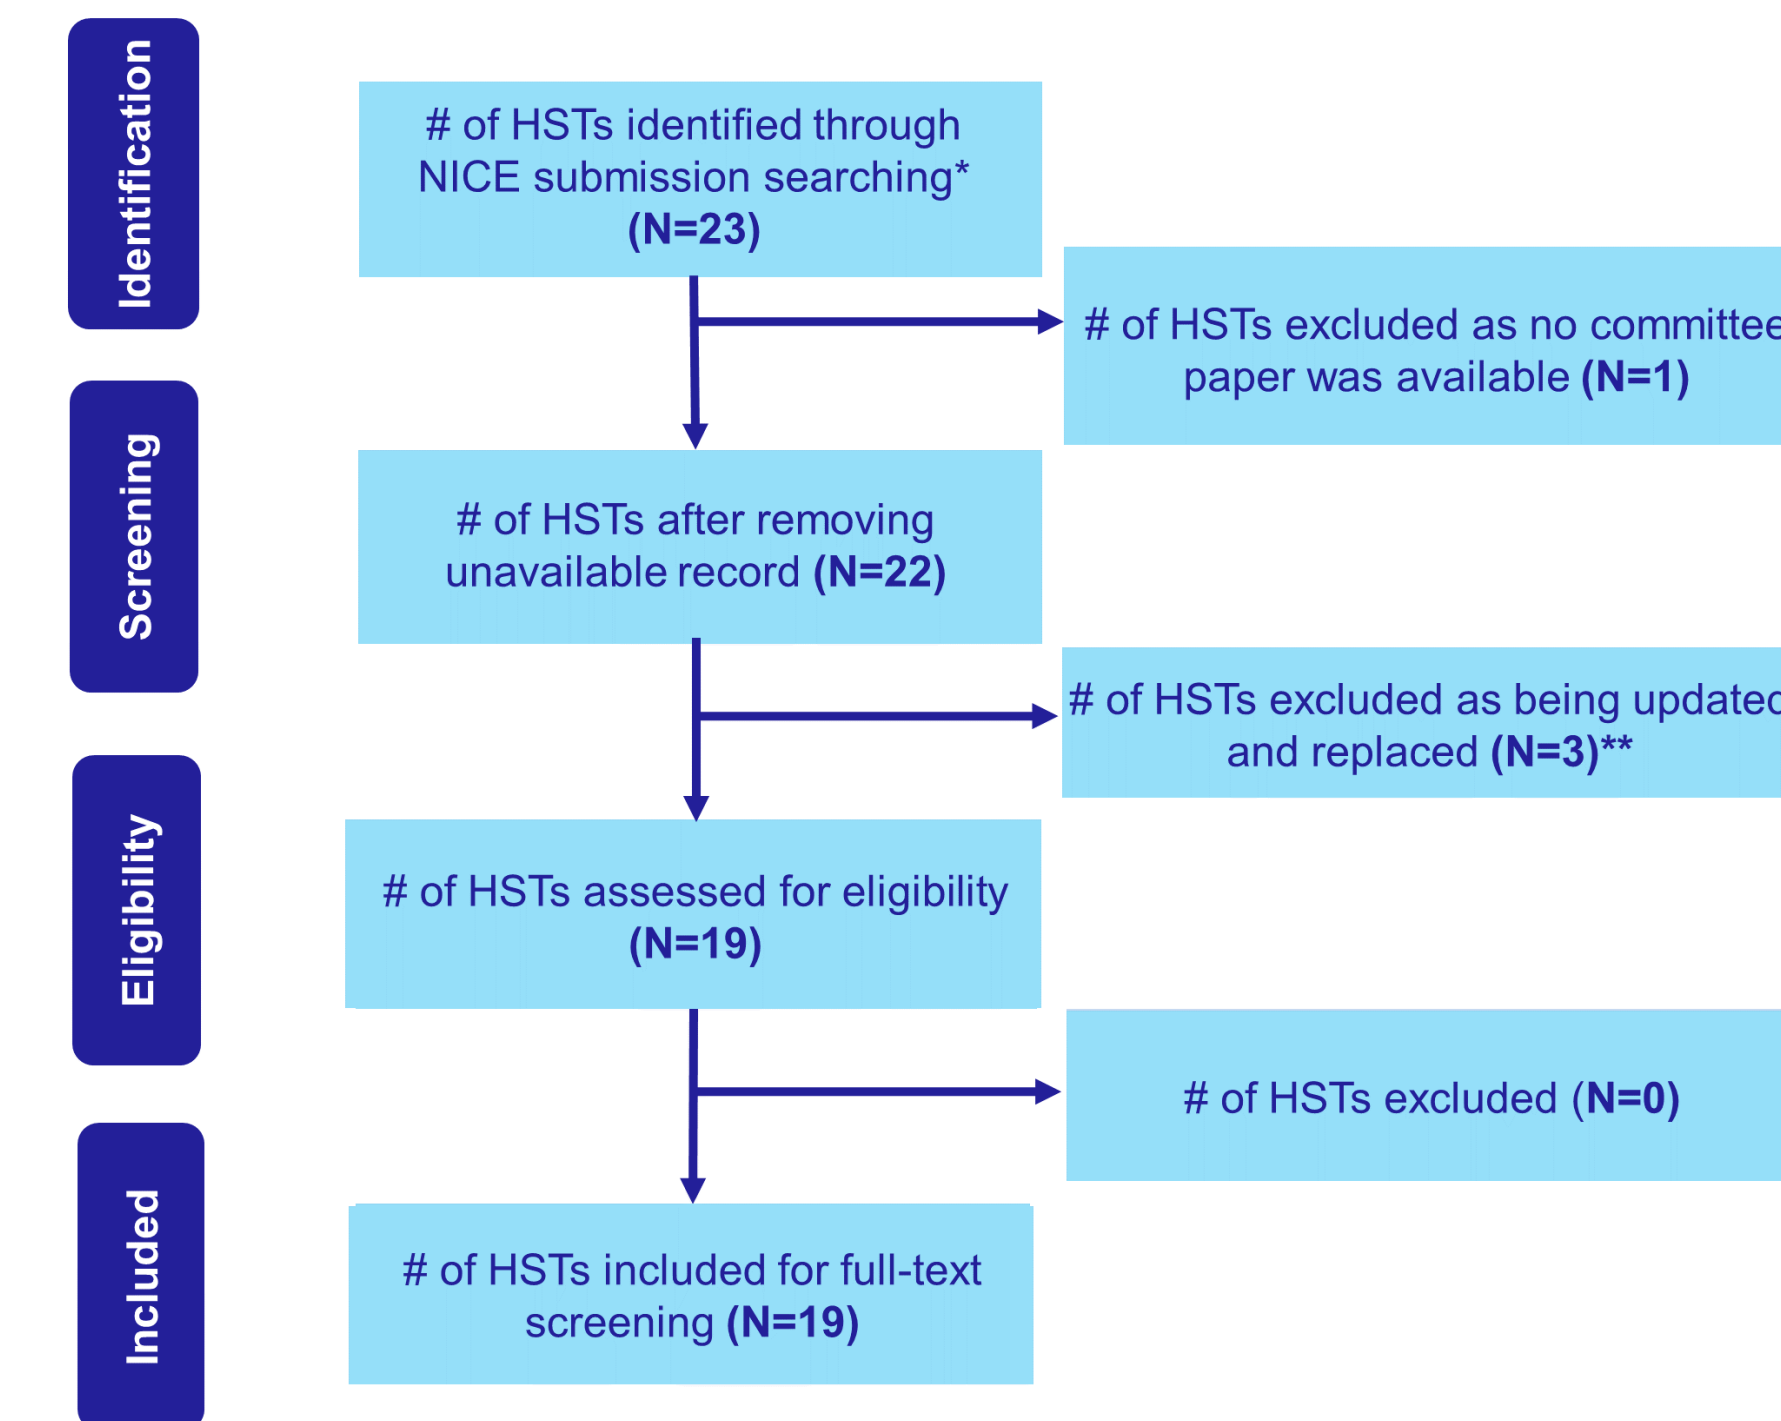 Identification
# of HSTs identified through
NICE submission searching*
(N=23)
# of HSTs excluded as no committee
paper was available (N=1)
Screening
# of HSTs after removing
unavailable record (N=22)
# of HSTs excluded as being updated
and replaced (N=3)**
Eligibility
# of HSTs assessed for eligibility
(N=19)
# of HSTs excluded (N=0)
Included
# of HSTs included for full-text
screening (N=19)